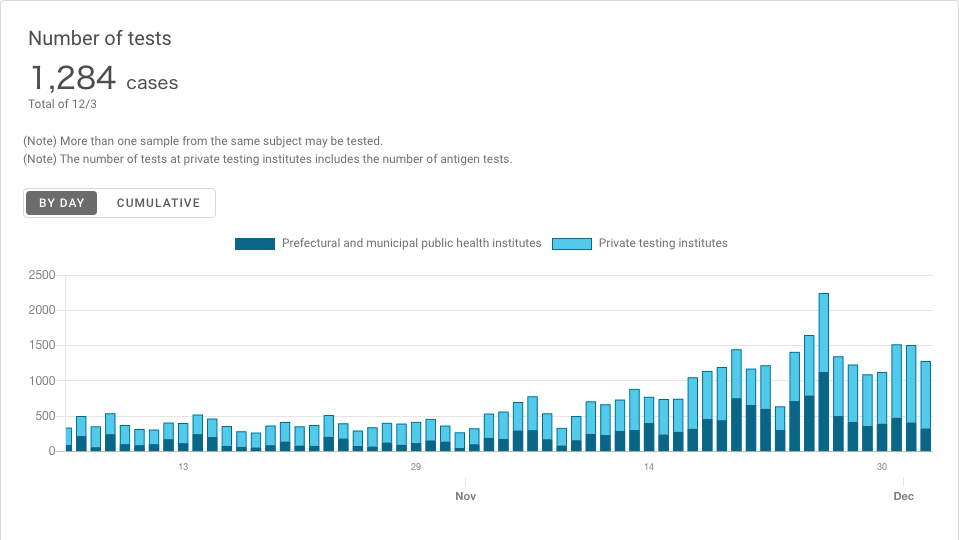 Number of tests
1,284 cases
Total of 12/3
(Note) More than one sample from the same subject may be tested.
(Note) The number of tests at private testing institutes includes the number of antigen tests.
BY DAY CUMULATIVE
Prefectural and municipal public health institutes Private testing institutes
2500
2000
1500
1000
500
0
13 29 14 30
Nov Dec